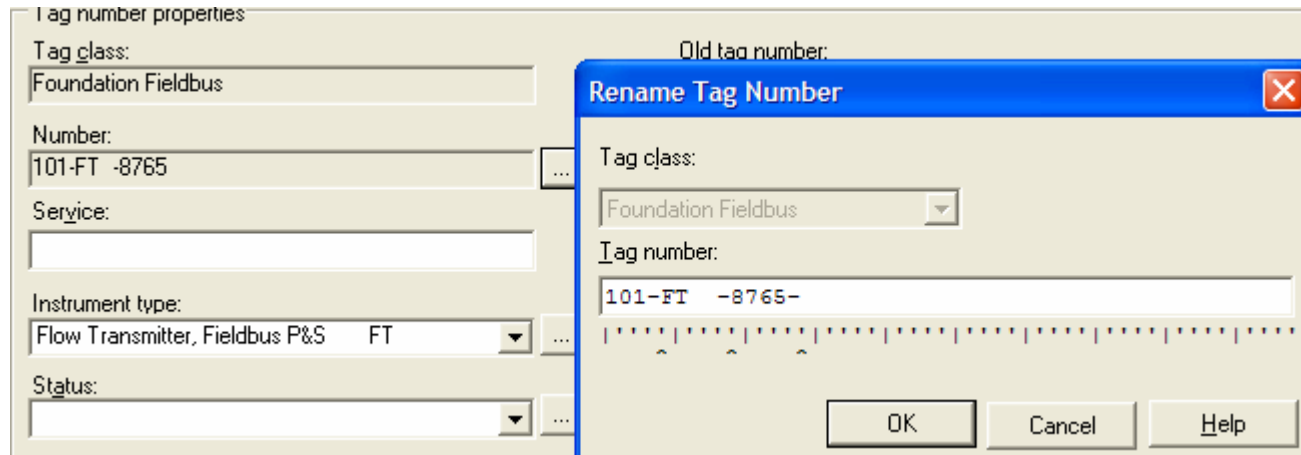 Tag number properties
Tag class:
Foundation Fieldbus
Number:
101-FT -8765
...
Service:
Instrument type:
Flow Transmitter, Fieldbus P&S FT
...
Status:
...
Old tag number:
Rename Tag Number
Tag class:
Foundation Fieldbus
Tag number:
101-FT  -8765-
|''''|''''|''''|''''|''''|''''|''''|''''|''''|''''
^ ^ ^
OK Cancel Help